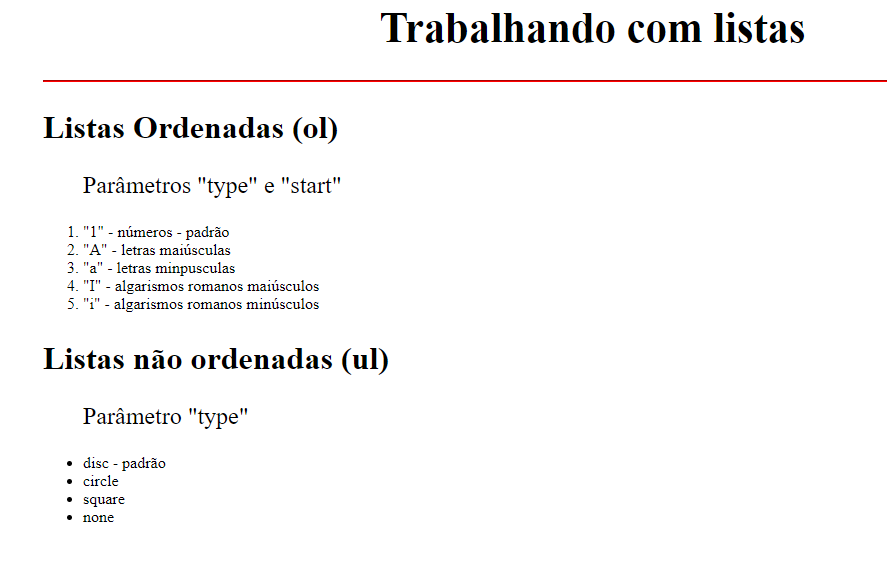 Trabalhando com listas
Listas Ordenadas (ol)
Parâmetros "type" e "start"
1. "1" - números - padrão
2. "A" - letras maiúsculas
3. "a" - letras minpusculas
4. "I" - algarismos romanos maiúsculos
5. "i" - algarismos romanos minúsculos
Listas não ordenadas (ul)
Parâmetro "type"
• disc - padrão
• circle
• square
• none